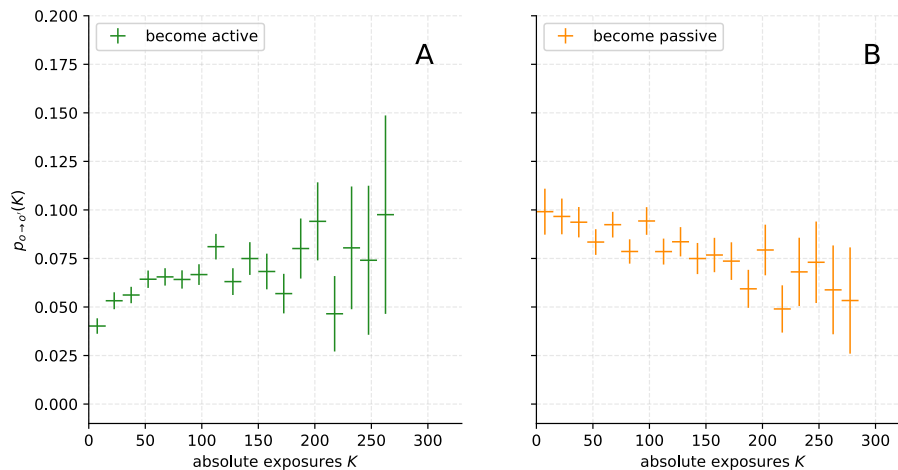 become active
A
0.200
0.175
0.150
0.125
0.100
0.075
0.050
0.025
0.000
p_{o→o'}(K)
0 50 100 150 200 250 300
absolute exposures K
become passive
B
0 50 100 150 200 250 300
absolute exposures K